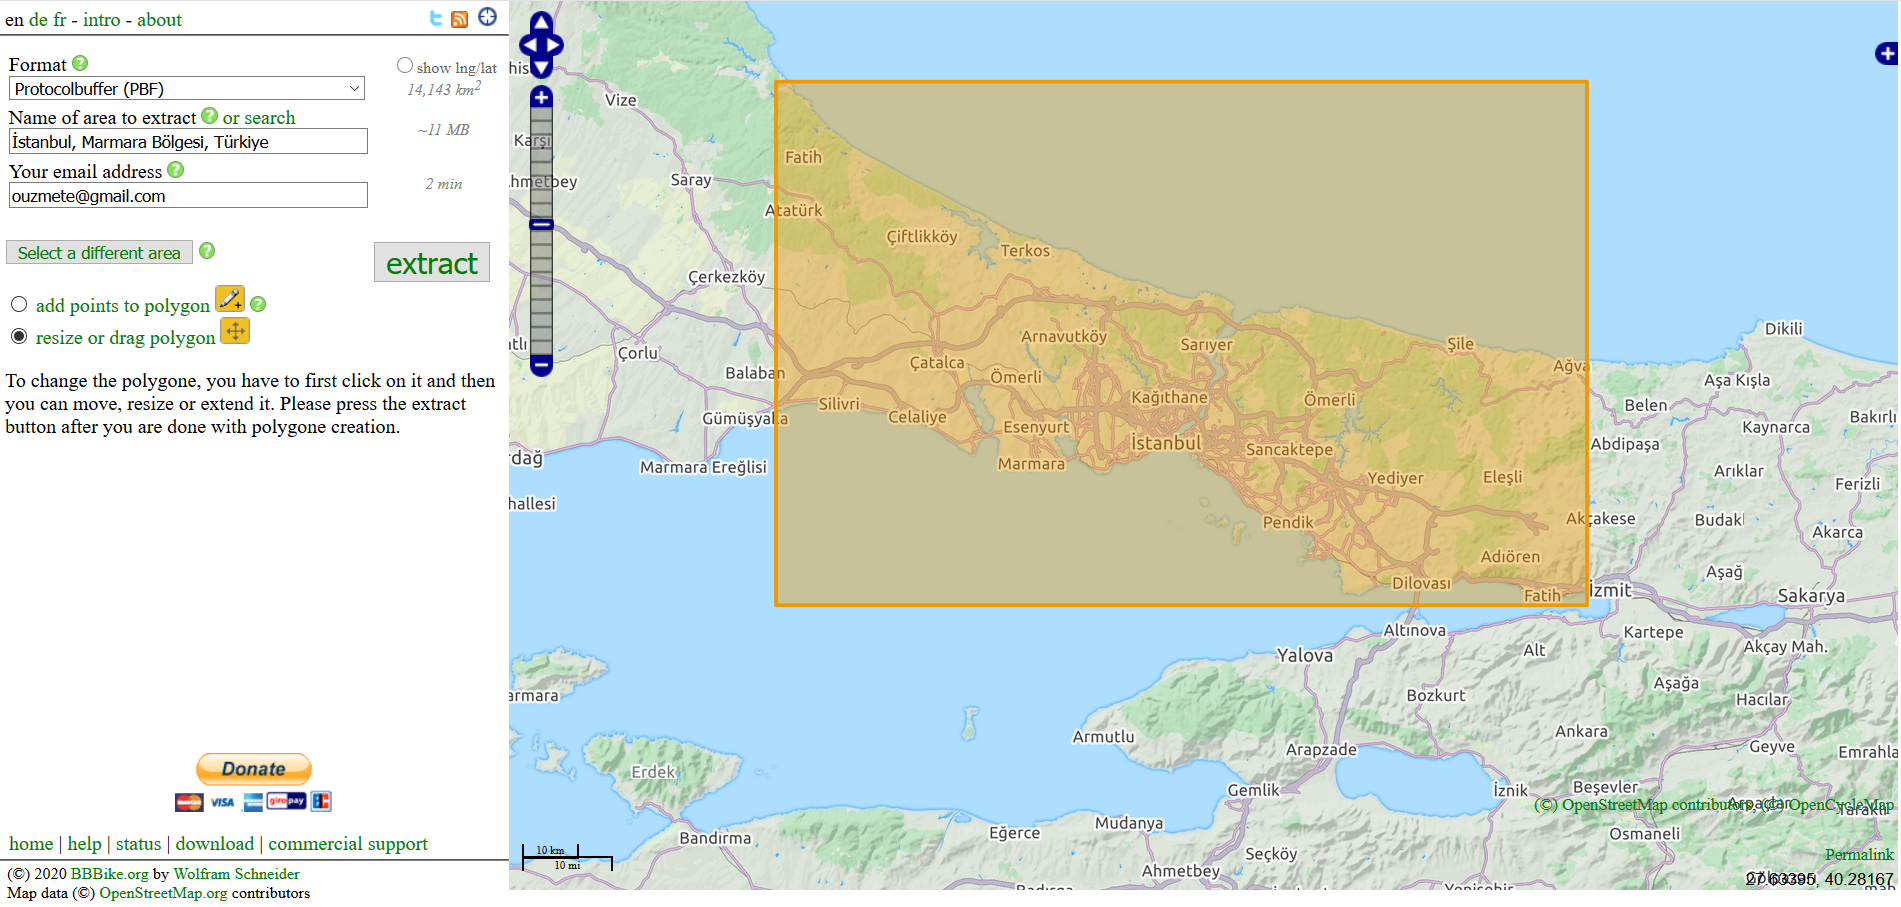 en de fr - intro - about
Format
show lng/lat
Protocolbuffer (PBF)
14,143 km2
Name of area to extract or search
~11 MB
İstanbul, Marmara Bölgesi, Türkiye
Your email address
2 min
ouzmete@gmail.com
Select a different area
extract
add points to polygon
resize or drag polygon
To change the polygone, you have to first click on it and then
you can move, resize or extend it. Please press the extract
button after you are done with polygone creation.
Donate
VISA
giropay
home | help | status | download | commercial support
(©) 2020 BBBike.org by Wolfram Schneider
Map data (©) OpenStreetMap.org contributors
Vize
Karşı
Fatih
Saray
Atatürk
Çiftlikköy
Terkos
Çerkezköy
Dikili
Arnavutköy
Sarıyer
Şile
Çorlu
Çatalca
Balaban
Ömerli
Ağva
Aşa Kışla
Kağıthane
Ömerli
Silivri
Belen
Gümüşyaka
Celaliye
Esenyurt
Kaynarca
İstanbul
Sancaktepe
Abdipaşa
Marmara Ereğlisi
Marmara
Yediyer
Eleşli
Arıklar
Ferizli
Pendik
Akçakese
Akarca
Adıören
Aşağ
Dilovası
Fatih
İzmit
Sakarya
Altınova
Kartepe
Yalova
Alt
Akçay Mah.
Aşağa
Bozkurt
Hacılar
Armutlu
Ankara
Arapzade
Geyve
Erdek
Gemlik
İznik
Beşevler
(©) OpenStreetMap contributors, (©) OpenCycleMap
Bandırma
Eğerce
Mudanya
Osmaneli
10 km
10 mi
Seçköy
Permalink
Ahmetbey
27.63395, 40.28167